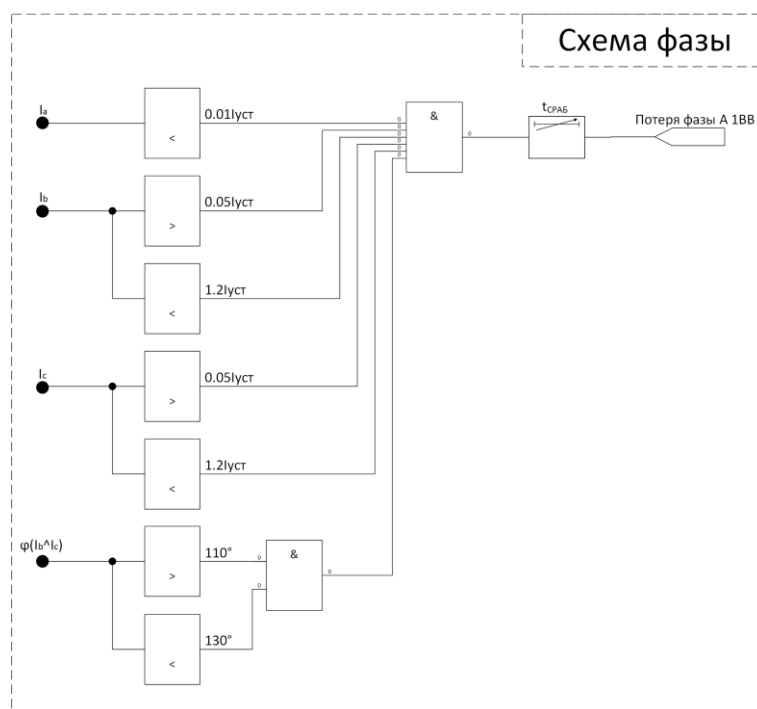 Схема фазы
Ia
0.01Iуст
<
&
tСРАБ
Потеря фазы А 1ВВ
Ib
0.05Iуст
>
1.2Iуст
<
Ic
0.05Iуст
>
1.2Iуст
<
φ(Ib^Ic)
110°
>
&
130°
<